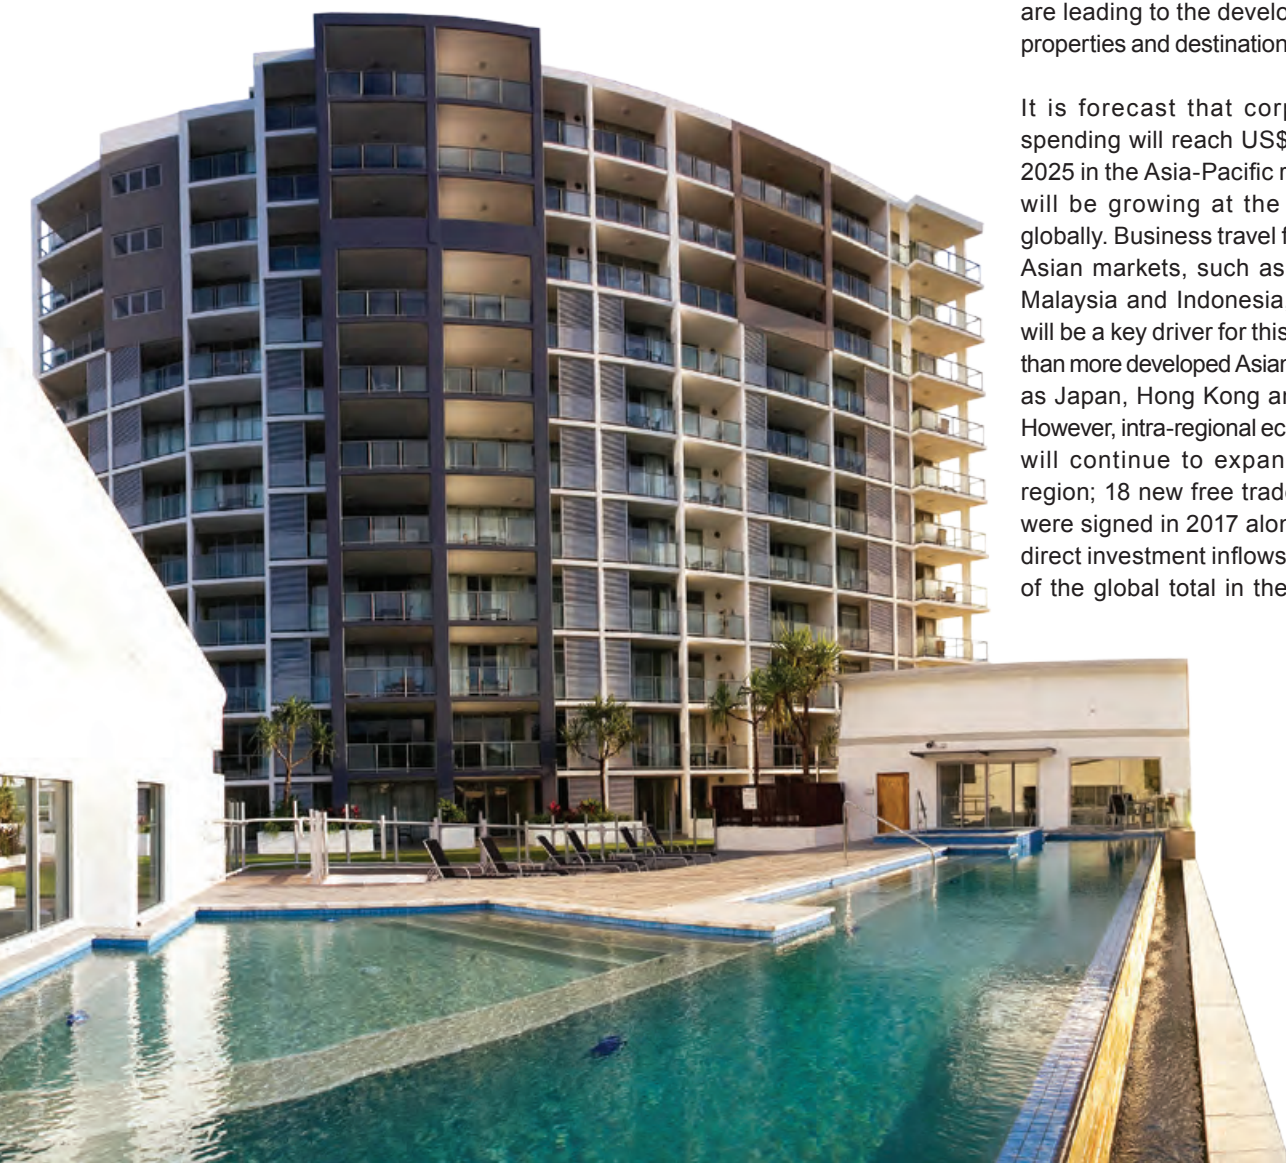 are leading to the develo
properties and destination
It is forecast that corp
spending will reach US$
2025 in the Asia-Pacific r
will be growing at the
globally. Business travel f
Asian markets, such as
Malaysia and Indonesia
will be a key driver for this
than more developed Asian
as Japan, Hong Kong an
However, intra-regional ec
will continue to expan
region; 18 new free trade
were signed in 2017 alon
direct investment inflows
of the global total in the